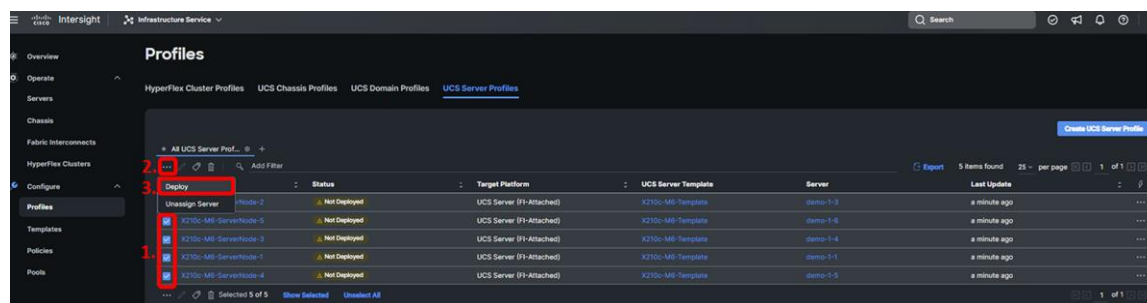 cisco Intersight Infrastructure Service Search
Overview
Operate
Servers
Chassis
Fabric Interconnects
HyperFlex Clusters
Configure
Profiles
Templates
Policies
Pools
Profiles
HyperFlex Cluster Profiles UCS Chassis Profiles UCS Domain Profiles UCS Server Profiles
Create UCS Server Profile
All UCS Server Prof... +
2. ... Add Filter Export 5 items found 25 per page 1 of 1
3. Deploy Status Target Platform UCS Server Template Server Last Update
Unassign Server
rNode-2 Not Deployed UCS Server (FI-Attached) X210c-M6-Template demo-1-3 a minute ago ...
1.
X210c-M6-ServerNode-5 Not Deployed UCS Server (FI-Attached) X210c-M6-Template demo-1-6 a minute ago ...
X210c-M6-ServerNode-3 Not Deployed UCS Server (FI-Attached) X210c-M6-Template demo-1-4 a minute ago ...
X210c-M6-ServerNode-1 Not Deployed UCS Server (FI-Attached) X210c-M6-Template demo-1-1 a minute ago ...
X210c-M6-ServerNode-4 Not Deployed UCS Server (FI-Attached) X210c-M6-Template demo-1-5 a minute ago ...
... Selected 5 of 5 Show Selected Unselect All 1 of 1